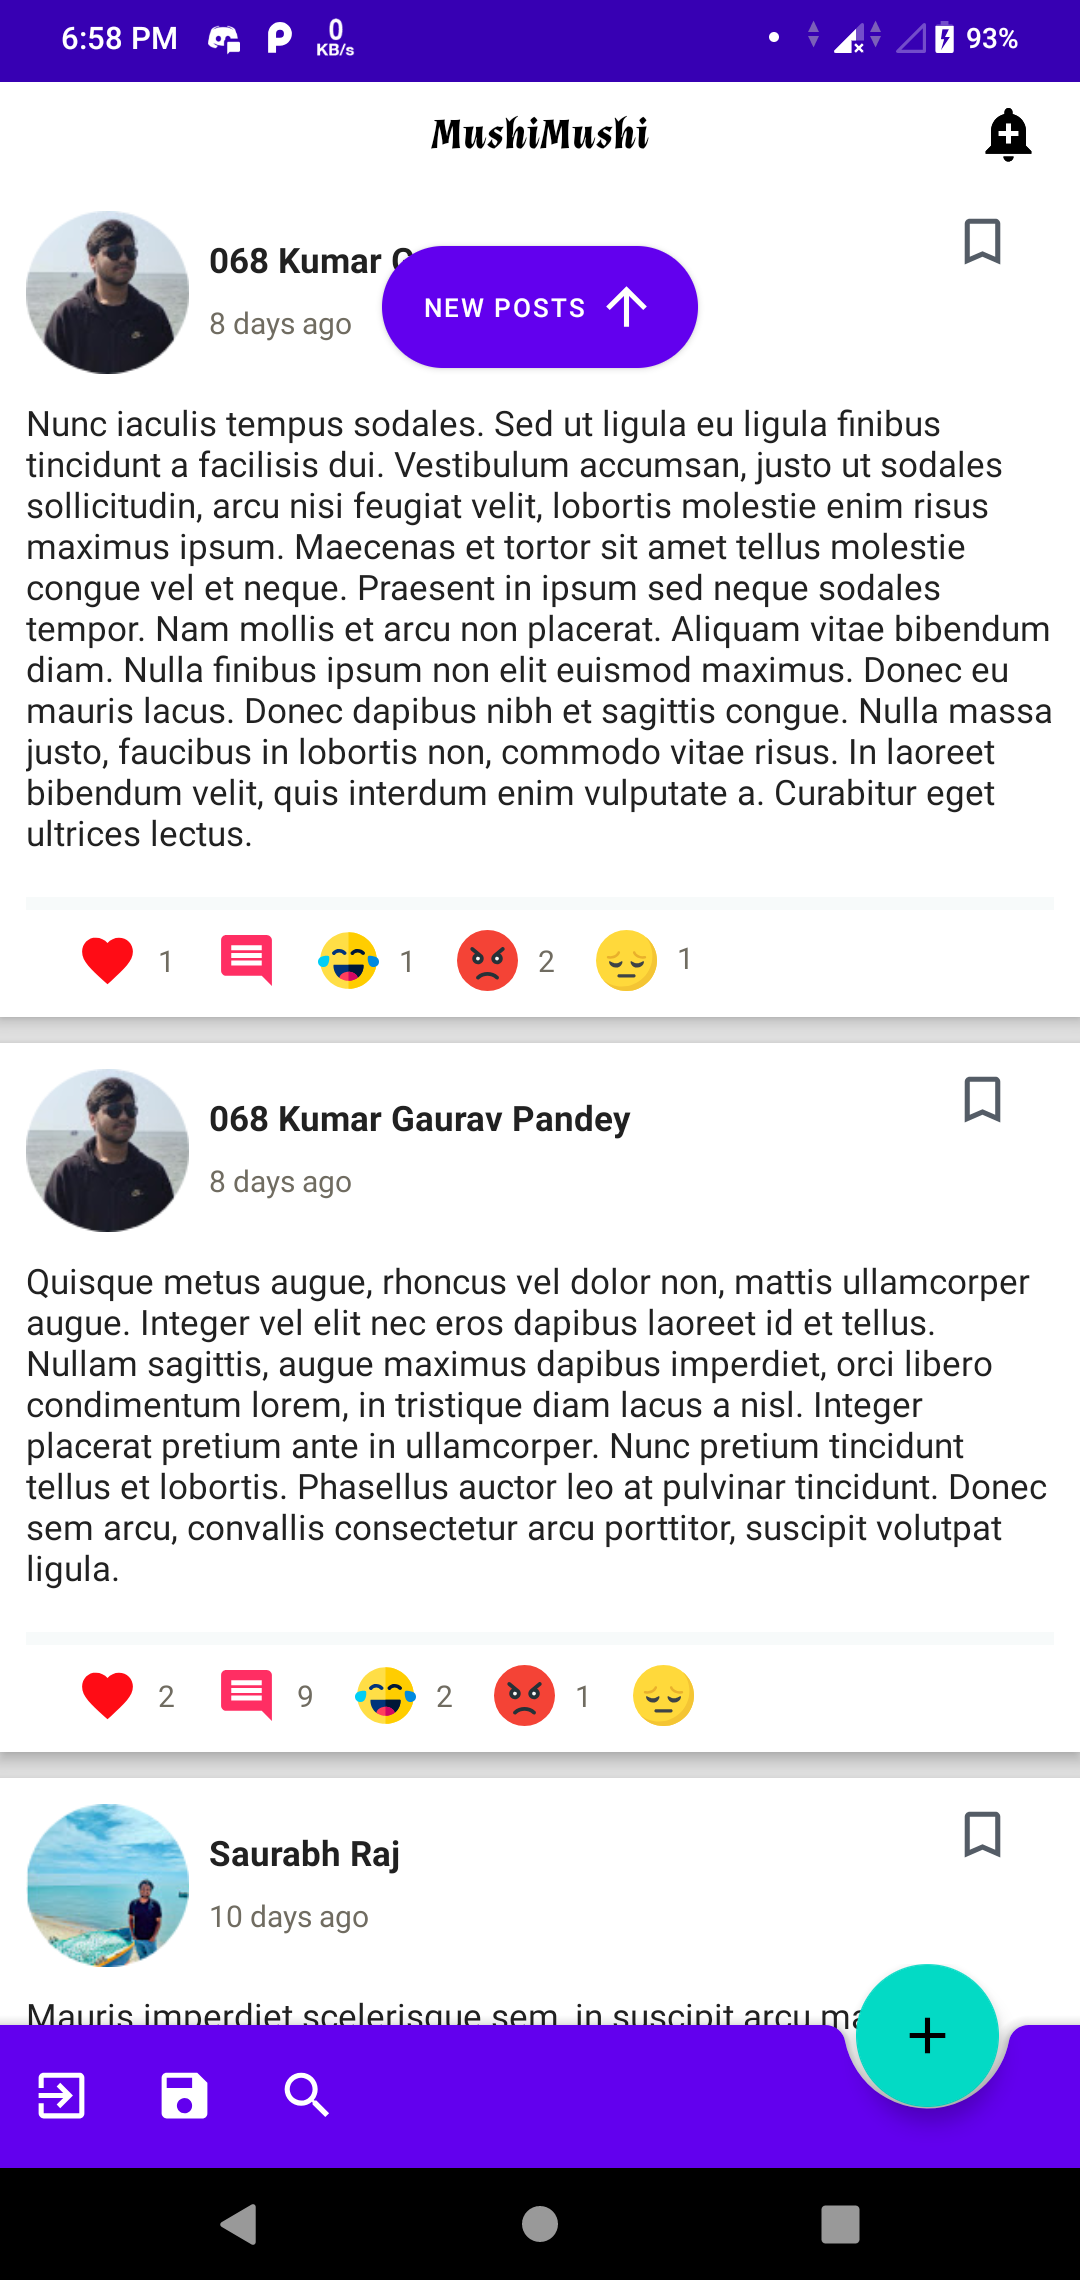 6:58 PM
0
KB/s
93%
MushiMushi
068 Kumar
8 days ago
NEW POSTS
Nunc iaculis tempus sodales. Sed ut ligula eu ligula finibus
tincidunt a facilisis dui. Vestibulum accumsan, justo ut sodales
sollicitudin, arcu nisi feugiat velit, lobortis molestie enim risus
maximus ipsum. Maecenas et tortor sit amet tellus molestie
congue vel et neque. Praesent in ipsum sed neque sodales
tempor. Nam mollis et arcu non placerat. Aliquam vitae bibendum
diam. Nulla finibus ipsum non elit euismod maximus. Donec eu
mauris lacus. Donec dapibus nibh et sagittis congue. Nulla massa
justo, faucibus in lobortis non, commodo vitae risus. In laoreet
bibendum velit, quis interdum enim vulputate a. Curabitur eget
ultrices lectus.
1 1 2 1
068 Kumar Gaurav Pandey
8 days ago
Quisque metus augue, rhoncus vel dolor non, mattis ullamcorper
augue. Integer vel elit nec eros dapibus laoreet id et tellus.
Nullam sagittis, augue maximus dapibus imperdiet, orci libero
condimentum lorem, in tristique diam lacus a nisl. Integer
placerat pretium ante in ullamcorper. Nunc pretium tincidunt
tellus et lobortis. Phasellus auctor leo at pulvinar tincidunt. Donec
sem arcu, convallis consectetur arcu porttitor, suscipit volutpat
ligula.
2 9 2 1
Saurabh Raj
10 days ago
Mauris imperdiet scelerisque sem, in suscipit arcu